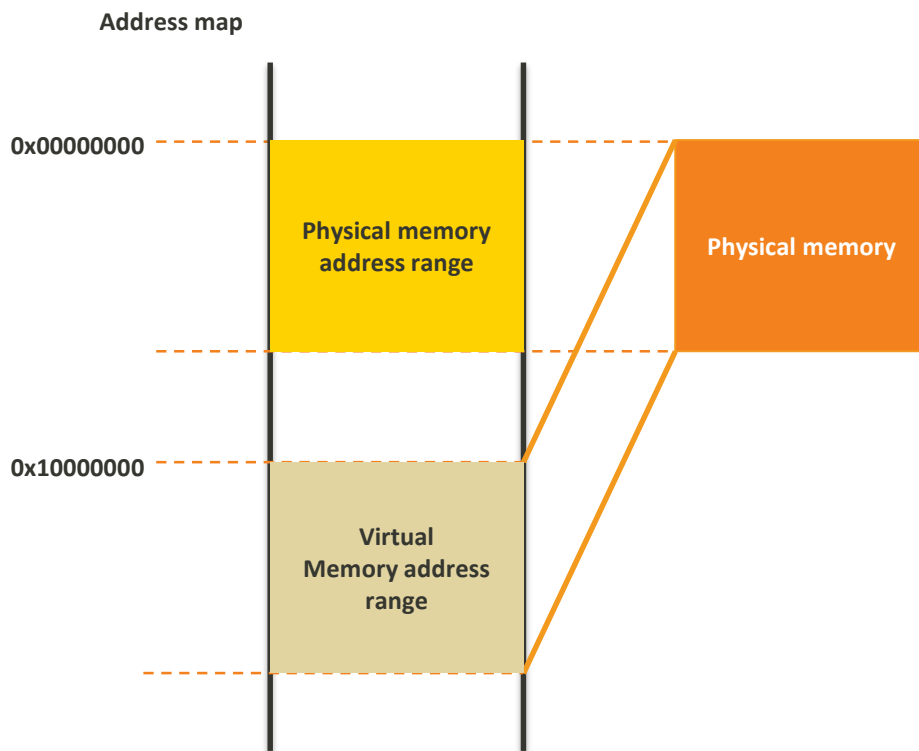 Address map
0x00000000
Physical memory
address range
Physical memory
0x10000000
Virtual
Memory address
range